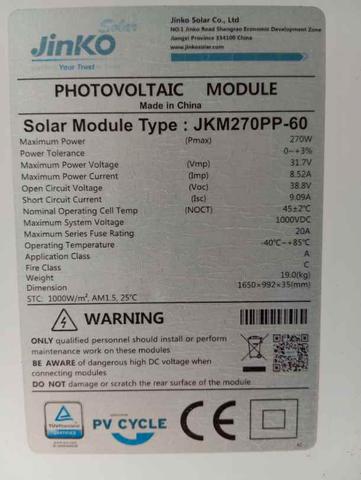 Solar
JinKO
Your Trust
Jinko Solar Co., Ltd
NO.1 Jinko Road Shangrao Economic Development Zone
Jiangxi Province 334100 China
www.jinkosolar.com
PHOTOVOLTAIC MODULE
Made in China
Solar Module Type : JKM270PP-60
Maximum Power (Pmax) 270W
Power Tolerance 0~+3%
Maximum Power Voltage (Vmp) 31.7V
Maximum Power Current (Imp) 8.52A
Open Circuit Voltage (Voc) 38.8V
Short Circuit Current (Isc) 9.09A
Nominal Operating Cell Temp (NOCT) 45±2℃
Maximum System Voltage 1000VDC
Maximum Series Fuse Rating 20A
Operating Temperature -40℃~+85℃
Application Class A
Fire Class C
Weight 19.0(kg)
Dimension 1650×992×35(mm)
STC: 1000W/m², AM1.5, 25℃
WARNING
ONLY qualified personnel should install or perform
maintenance work on these modules
BE AWARE of dangerous high DC voltage when
connecting modules
DO NOT damage or scratch the rear surface of the module
TÜVRheinland
CERTIFIED
PV CYCLE
CE